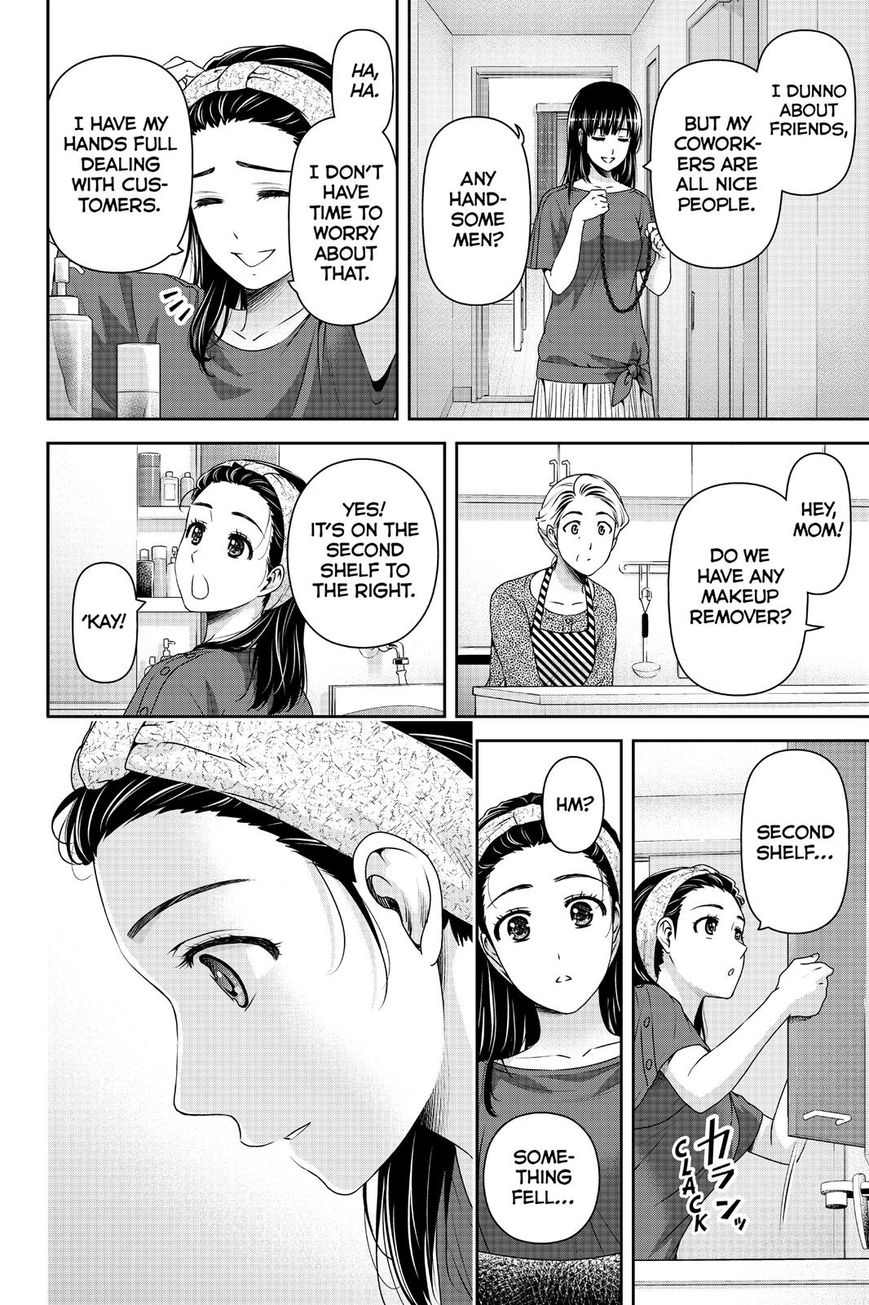 I DUNNO
ABOUT
FRIENDS,
BUT MY
COWORK-
ERS ARE
ALL NICE
PEOPLE.
ANY
HAND-
SOME
MEN?
HA,
HA.
I DON'T
HAVE
TIME TO
WORRY
ABOUT
THAT.
I HAVE MY
HANDS FULL
DEALING
WITH CUS-
TOMERS.
HEY,
MOM!
DO WE
HAVE ANY
MAKEUP
REMOVER?
YES!
IT'S ON THE
SECOND
SHELF TO
THE RIGHT.
'KAY!
SECOND
SHELF...
カランッ
CLACK
HM?
SOME-
THING
FELL...